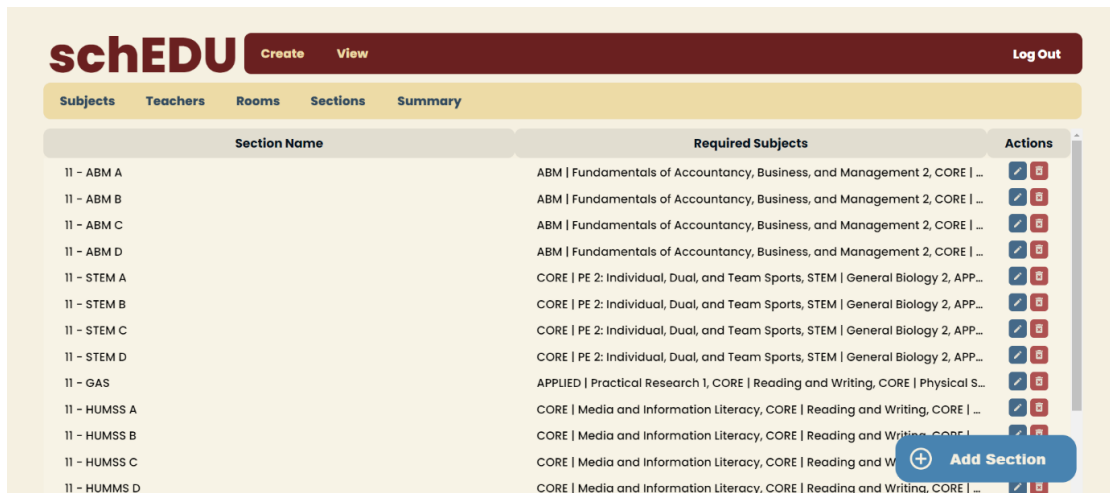 schEDU Create View Log Out
Subjects Teachers Rooms Sections Summary
Section Name Required Subjects Actions
11 - ABM A ABM | Fundamentals of Accountancy, Business, and Management 2, CORE | ...
11 - ABM B ABM | Fundamentals of Accountancy, Business, and Management 2, CORE | ...
11 - ABM C ABM | Fundamentals of Accountancy, Business, and Management 2, CORE | ...
11 - ABM D ABM | Fundamentals of Accountancy, Business, and Management 2, CORE | ...
11 - STEM A CORE | PE 2: Individual, Dual, and Team Sports, STEM | General Biology 2, APP...
11 - STEM B CORE | PE 2: Individual, Dual, and Team Sports, STEM | General Biology 2, APP...
11 - STEM C CORE | PE 2: Individual, Dual, and Team Sports, STEM | General Biology 2, APP...
11 - STEM D CORE | PE 2: Individual, Dual, and Team Sports, STEM | General Biology 2, APP...
11 - GAS APPLIED | Practical Research 1, CORE | Reading and Writing, CORE | Physical S...
11 - HUMSS A CORE | Media and Information Literacy, CORE | Reading and Writing, CORE | ...
11 - HUMSS B CORE | Media and Information Literacy, CORE | Reading and Writing, CORE |
11 - HUMSS C CORE | Media and Information Literacy, CORE | Reading and W
Add Section
11 - HUMMS D CORE | Media and Information Literacy, CORE | Reading and Writing, CORE | ...